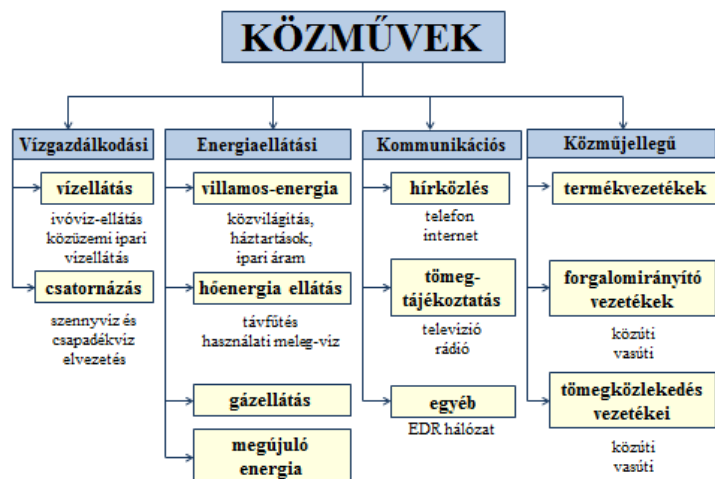 KÖZMŰVEK
Vízgazdálkodási
vízellátás
ivóvíz-ellátás
közüzemi ipari
vízellátás
csatornázás
szennyvíz és
csapadékvíz
elvezetés
Energiaellátási
villamos-energia
közvilágítás,
háztartások,
ipari áram
hőenergia ellátás
távfűtés
használati meleg-víz
gázellátás
megújuló
energia
Kommunikációs
hírközlés
telefon
internet
tömeg-
tájékoztatás
televizió
rádió
egyéb
EDR hálózat
Közműjellegű
termékvezetékek
forgalomirányító
vezetékek
közúti
vasúti
tömegközlekedés
vezetékei
közúti
vasúti